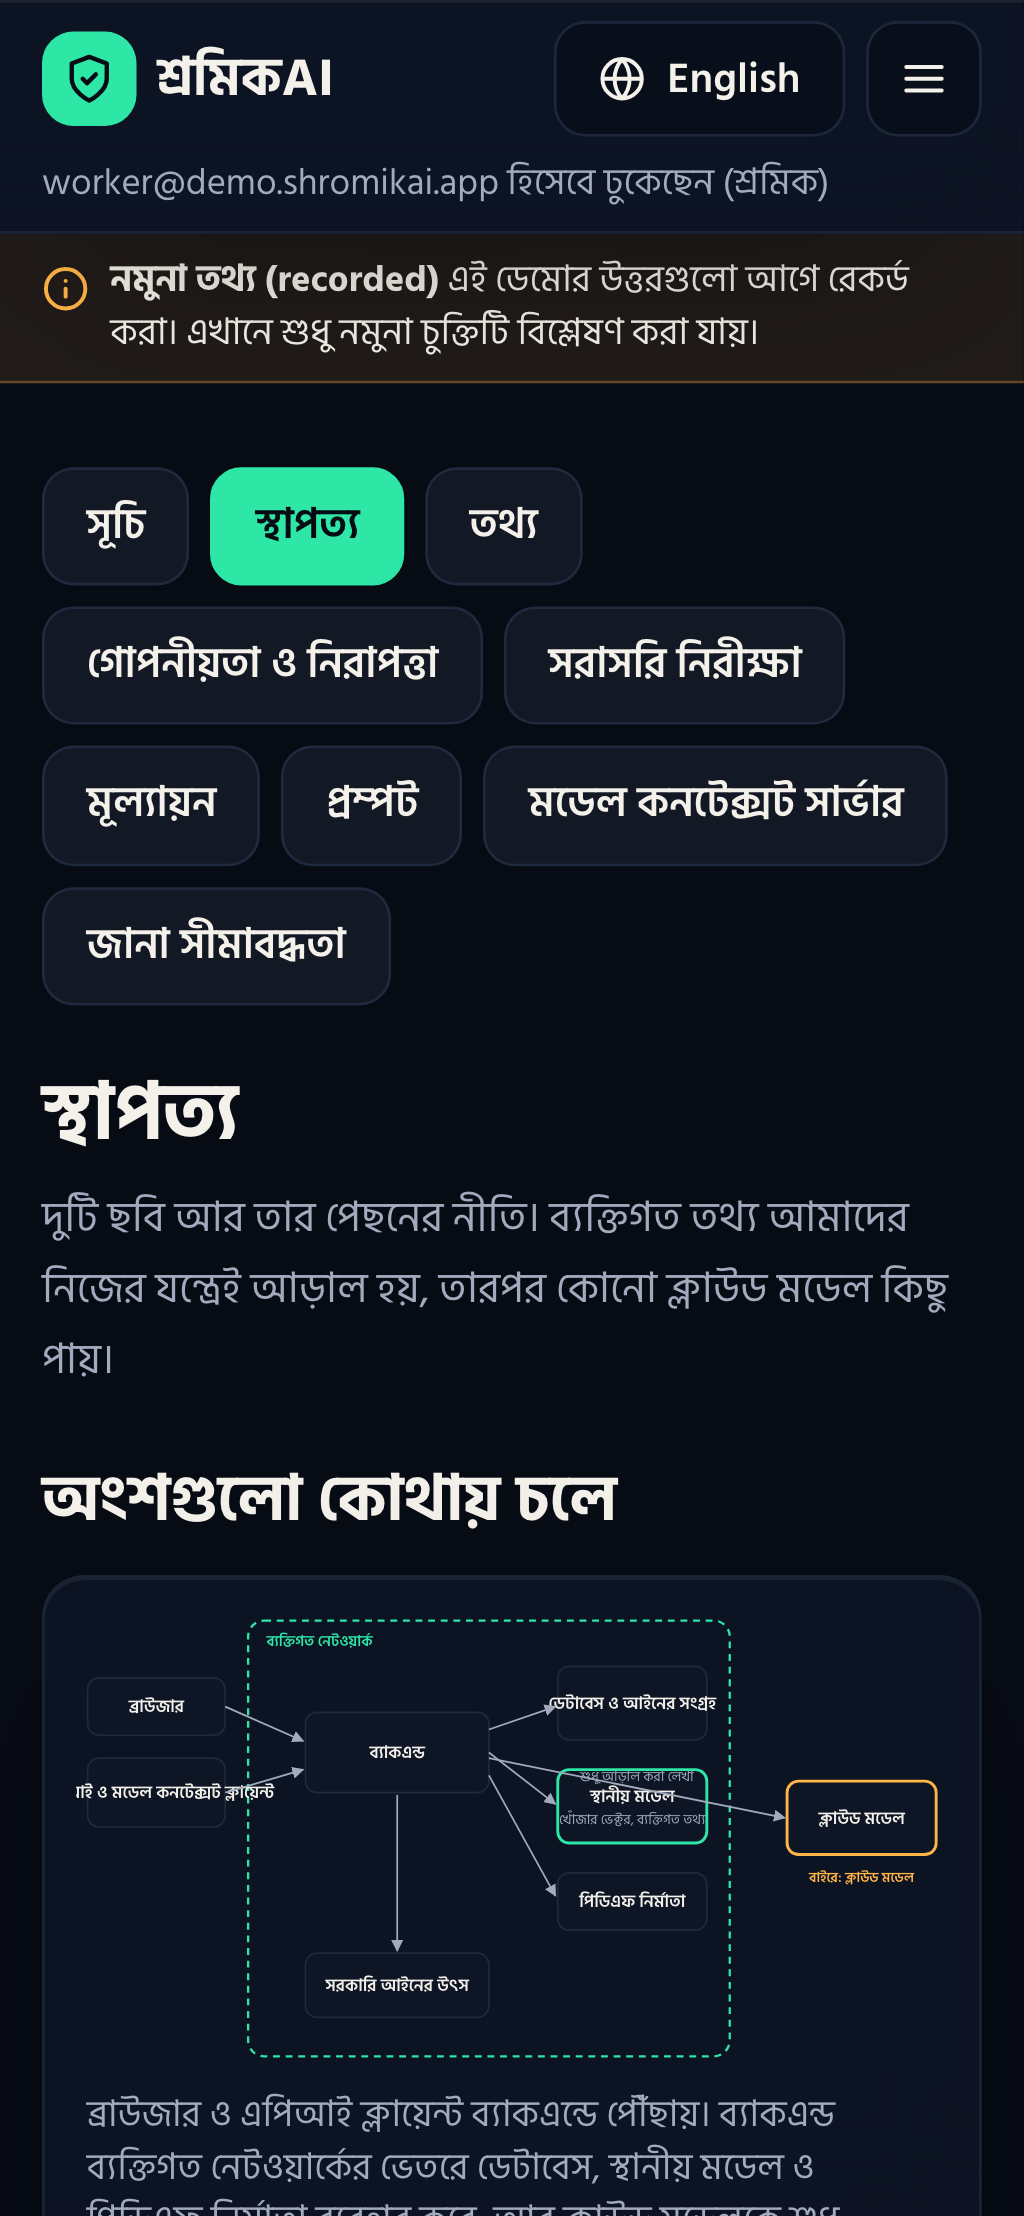 শ্রমিকAI
English
worker@demo.shromikai.app হিসেবে ঢুকেছেন (শ্রমিক)
নমুনা তথ্য (recorded) এই ডেমোর উত্তরগুলো আগে রেকর্ড
করা। এখানে শুধু নমুনা চুক্তিটি বিশ্লেষণ করা যায়।
সূচি
স্থাপত্য
তথ্য
গোপনীয়তা ও নিরাপত্তা
সরাসরি নিরীক্ষা
মূল্যায়ন
প্রম্পট
মডেল কনটেক্সট সার্ভার
জানা সীমাবদ্ধতা
স্থাপত্য
দুটি ছবি আর তার পেছনের নীতি। ব্যক্তিগত তথ্য আমাদের
নিজের যন্ত্রেই আড়াল হয়, তারপর কোনো ক্লাউড মডেল কিছু
পায়।
অংশগুলো কোথায় চলে
ব্যক্তিগত নেটওয়ার্ক
ব্রাউজার
ডেটাবেস ও আইনের সংগ্রহ
ব্যাকএন্ড
শুধু আড়াল করা লেখা
ও মডেল কনটেক্সট ক্লায়েন্ট
স্থানীয় মডেল
খোঁজার ভেক্টর, ব্যক্তিগত তথ্য
ক্লাউড মডেল
বাইরে: ক্লাউড মডেল
পিডিএফ নির্মাতা
সরকারি আইনের উৎস
ব্রাউজার ও এপিআই ক্লায়েন্ট ব্যাকএন্ডে পৌঁছায়। ব্যাকএন্ড
ব্যক্তিগত নেটওয়ার্কের ভেতরে ডেটাবেস, স্থানীয় মডেল ও